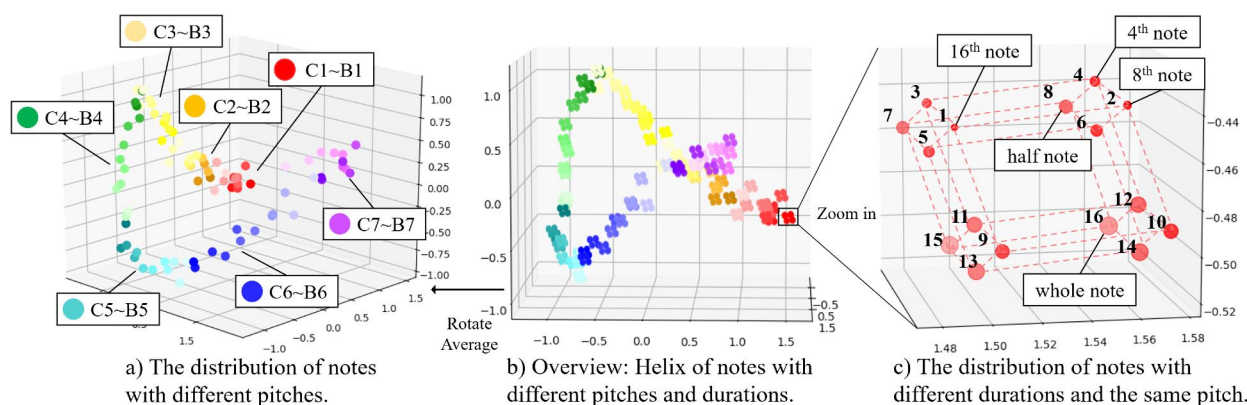 C3~B3
C1~B1
C4~B4
C2~B2
C7~B7
C5~B5
C6~B6
1.00
0.75
0.50
0.25
0.00
−0.25
−0.50
−0.75
−1.00
1.5
1.0
0.5
0.0
−0.5
−1.0
−1.0
1.5
Rotate
Average
a) The distribution of notes
with different pitches.
1.0
0.5
0.0
−0.5
−1.0
−1.0 −0.5 0.0 0.5 1.0 1.5
−0.5
0.5
1.5
Zoom in
b) Overview: Helix of notes with
different pitches and durations.
16th note
4th note
8th note
half note
whole note
3
4
7
1
8
2
5
6
11
12
15
9
16
10
13
14
−0.44
−0.46
−0.48
−0.50
−0.52
1.48 1.50 1.52 1.54 1.56 1.58
c) The distribution of notes with
different durations and the same pitch.